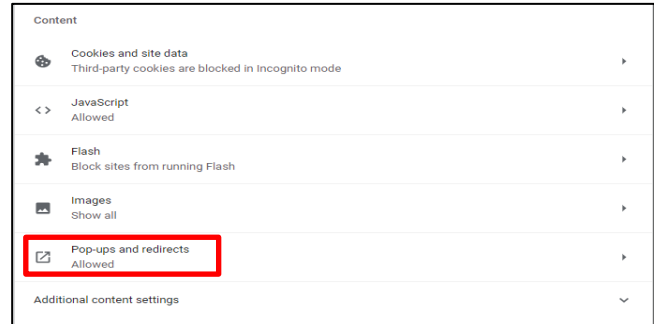 Content
Cookies and site data
Third-party cookies are blocked in Incognito mode
JavaScript
Allowed
Flash
Block sites from running Flash
Images
Show all
Pop-ups and redirects
Allowed
Additional content settings